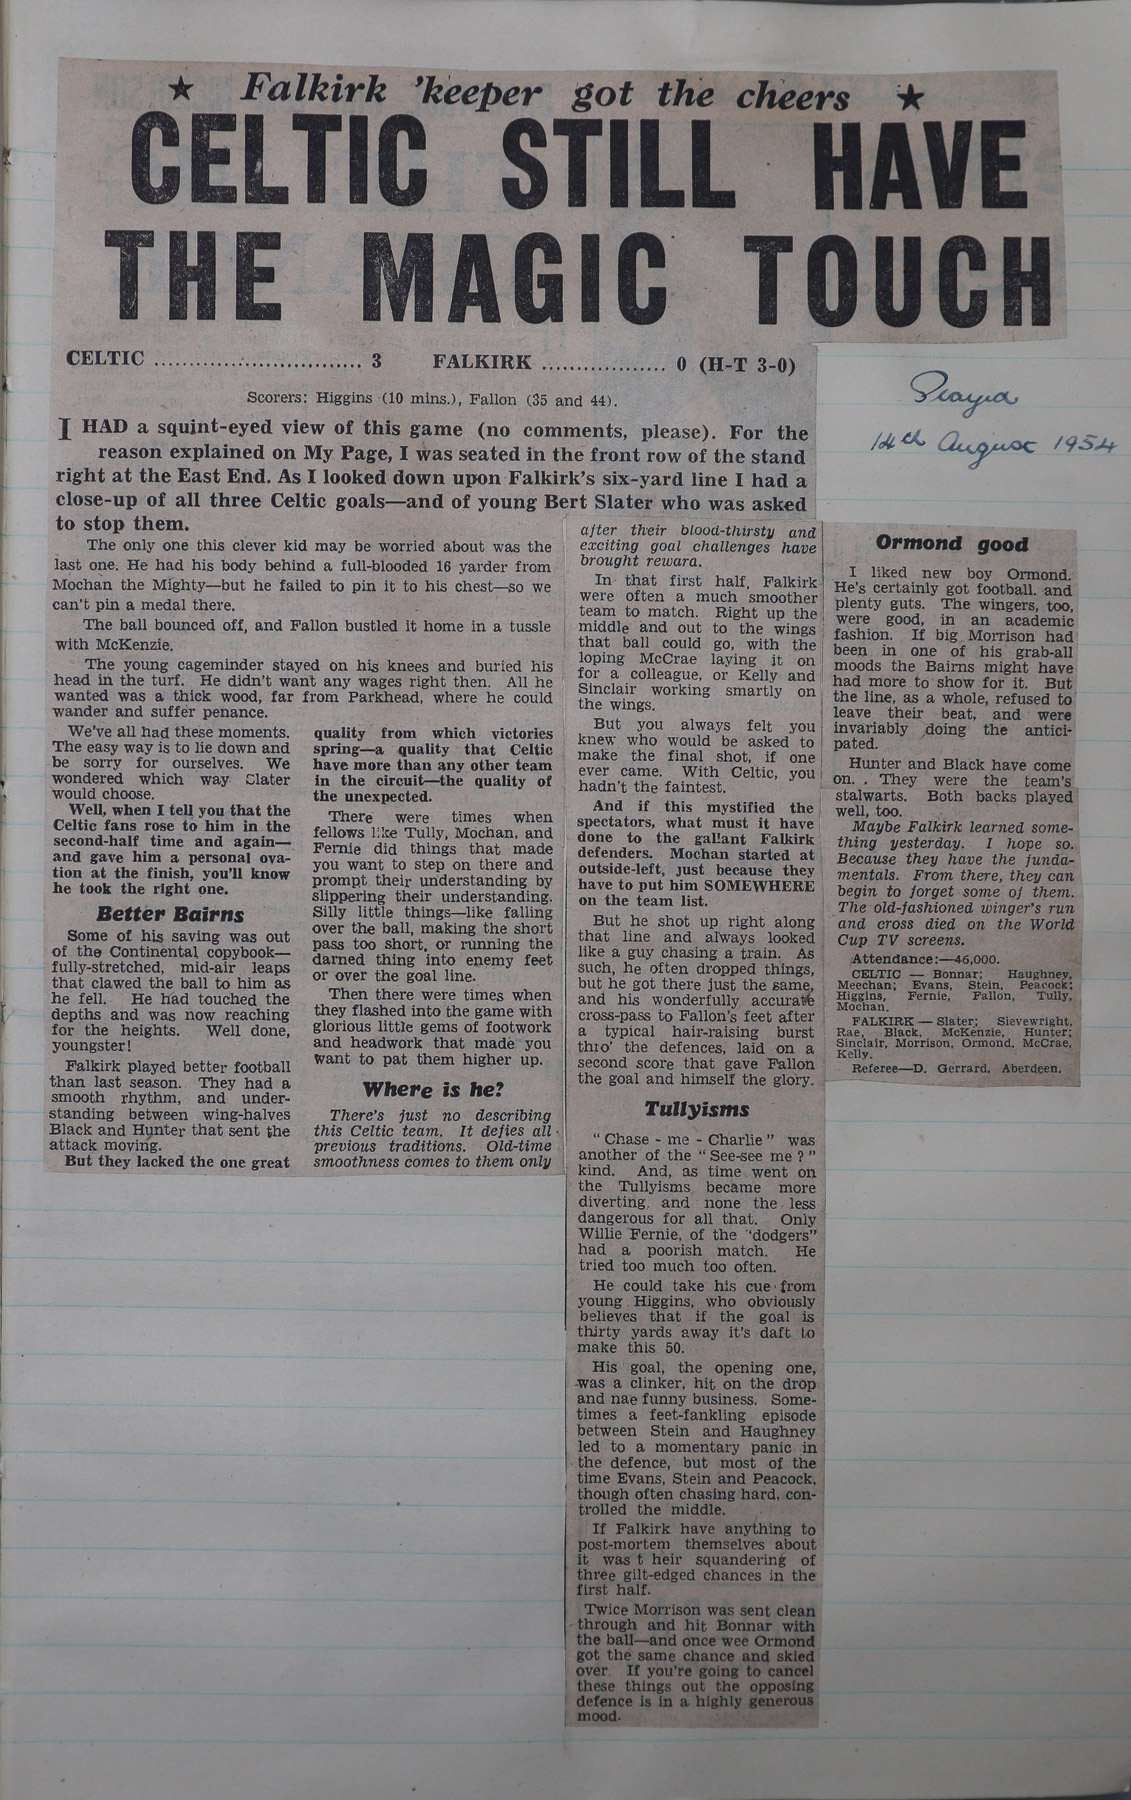 ★ Falkirk 'keeper got the cheers ★
CELTIC STILL HAVE
THE MAGIC TOUCH
CELTIC .............................. 3 FALKIRK .................. 0 (H-T 3-0)
Scorers: Higgins (10 mins.), Fallon (35 and 44).
Played
14th August 1954
I HAD a squint-eyed view of this game (no comments, please). For the
reason explained on My Page, I was seated in the front row of the stand
right at the East End. As I looked down upon Falkirk's six-yard line I had a
close-up of all three Celtic goals—and of young Bert Slater who was asked
to stop them.
The only one this clever kid may be worried about was the
last one. He had his body behind a full-blooded 16 yarder from
Mochan the Mighty—but he failed to pin it to his chest—so we
can't pin a medal there.
The ball bounced off, and Fallon bustled it home in a tussle
with McKenzie.
The young cageminder stayed on his knees and buried his
head in the turf. He didn't want any wages right then. All he
wanted was a thick wood, far from Parkhead, where he could
wander and suffer penance.
We've all had these moments.
The easy way is to lie down and
be sorry for ourselves. We
wondered which way Slater
would choose.
Well, when I tell you that the
Celtic fans rose to him in the
second-half time and again—
and gave him a personal ova-
tion at the finish, you'll know
he took the right one.
Better Bairns
Some of his saving was out
of the Continental copybook—
fully-stretched, mid-air leaps
that clawed the ball to him as
he fell. He had touched the
depths and was now reaching
for the heights. Well done,
youngster!
Falkirk played better football
than last season. They had a
smooth rhythm, and under-
standing between wing-halves
Black and Hunter that sent the
attack moving.
But they lacked the one great
quality from which victories
spring—a quality that Celtic
have more than any other team
in the circuit—the quality of
the unexpected.
There were times when
fellows like Tully, Mochan, and
Fernie did things that made
you want to step on there and
prompt their understanding by
slippering their understanding.
Silly little things—like falling
over the ball, making the short
pass too short, or running the
darned thing into enemy feet
or over the goal line.
Then there were times when
they flashed into the game with
glorious little gems of footwork
and headwork that made you
want to pat them higher up.
Where is he?
There's just no describing
this Celtic team. It defies all
previous traditions. Old-time
smoothness comes to them only
after their blood-thirsty and
exciting goal challenges have
brought reward.
In that first half, Falkirk
were often a much smoother
team to match. Right up the
middle and out to the wings
that ball could go, with the
loping McCrae laying it on
for a colleague, or Kelly and
Sinclair working smartly on
the wings.
But you always felt you
knew who would be asked to
make the final shot, if one
ever came. With Celtic, you
hadn't the faintest.
And if this mystified the
spectators, what must it have
done to the gallant Falkirk
defenders. Mochan started at
outside-left, just because they
have to put him SOMEWHERE
on the team list.
But he shot up right along
that line and always looked
like a guy chasing a train. As
such, he often dropped things,
but he got there just the same,
and his wonderfully accurate
cross-pass to Fallon's feet after
a typical hair-raising burst
thro' the defences, laid on a
second score that gave Fallon
the goal and himself the glory.
Tullyisms
"Chase - me - Charlie" was
another of the "See-see me?"
kind. And, as time went on
the Tullyisms became more
diverting, and none the less
dangerous for all that. Only
Willie Fernie, of the "dodgers"
had a poorish match. He
tried too much too often.
He could take his cue from
young Higgins, who obviously
believes that if the goal is
thirty yards away it's daft to
make this 50.
His goal, the opening one,
was a clinker, hit on the drop
and nae funny business. Some-
times a feet-fankling episode
between Stein and Haughney
led to a momentary panic in
the defence, but most of the
time Evans, Stein and Peacock,
though often chasing hard, con-
trolled the middle.
If Falkirk have anything to
post-mortem themselves about
it was t heir squandering of
three gilt-edged chances in the
first half.
Twice Morrison was sent clean
through and hit Bonnar with
the ball—and once wee Ormond
got the same chance and skied
over. If you're going to cancel
these things out the opposing
defence is in a highly generous
mood.
Ormond good
I liked new boy Ormond.
He's certainly got football, and
plenty guts. The wingers, too,
were good, in an academic
fashion. If big Morrison had
been in one of his grab-all
moods the Bairns might have
had more to show for it. But
the line, as a whole, refused to
leave their beat, and were
invariably doing the antici-
pated.
Hunter and Black have come
on. . They were the team's
stalwarts. Both backs played
well, too.
Maybe Falkirk learned some-
thing yesterday. I hope so.
Because they have the funda-
mentals. From there, they can
begin to forget some of them.
The old-fashioned winger's run
and cross died on the World
Cup TV screens.
Attendance:—46,000.
CELTIC — Bonnar; Haughney,
Meechan; Evans, Stein, Peacock;
Higgins, Fernie, Fallon, Tully,
Mochan.
FALKIRK — Slater; Sievewright,
Rae, Black, McKenzie, Hunter;
Sinclair, Morrison, Ormond, McCrae,
Kelly.
Referee—D. Gerrard, Aberdeen.